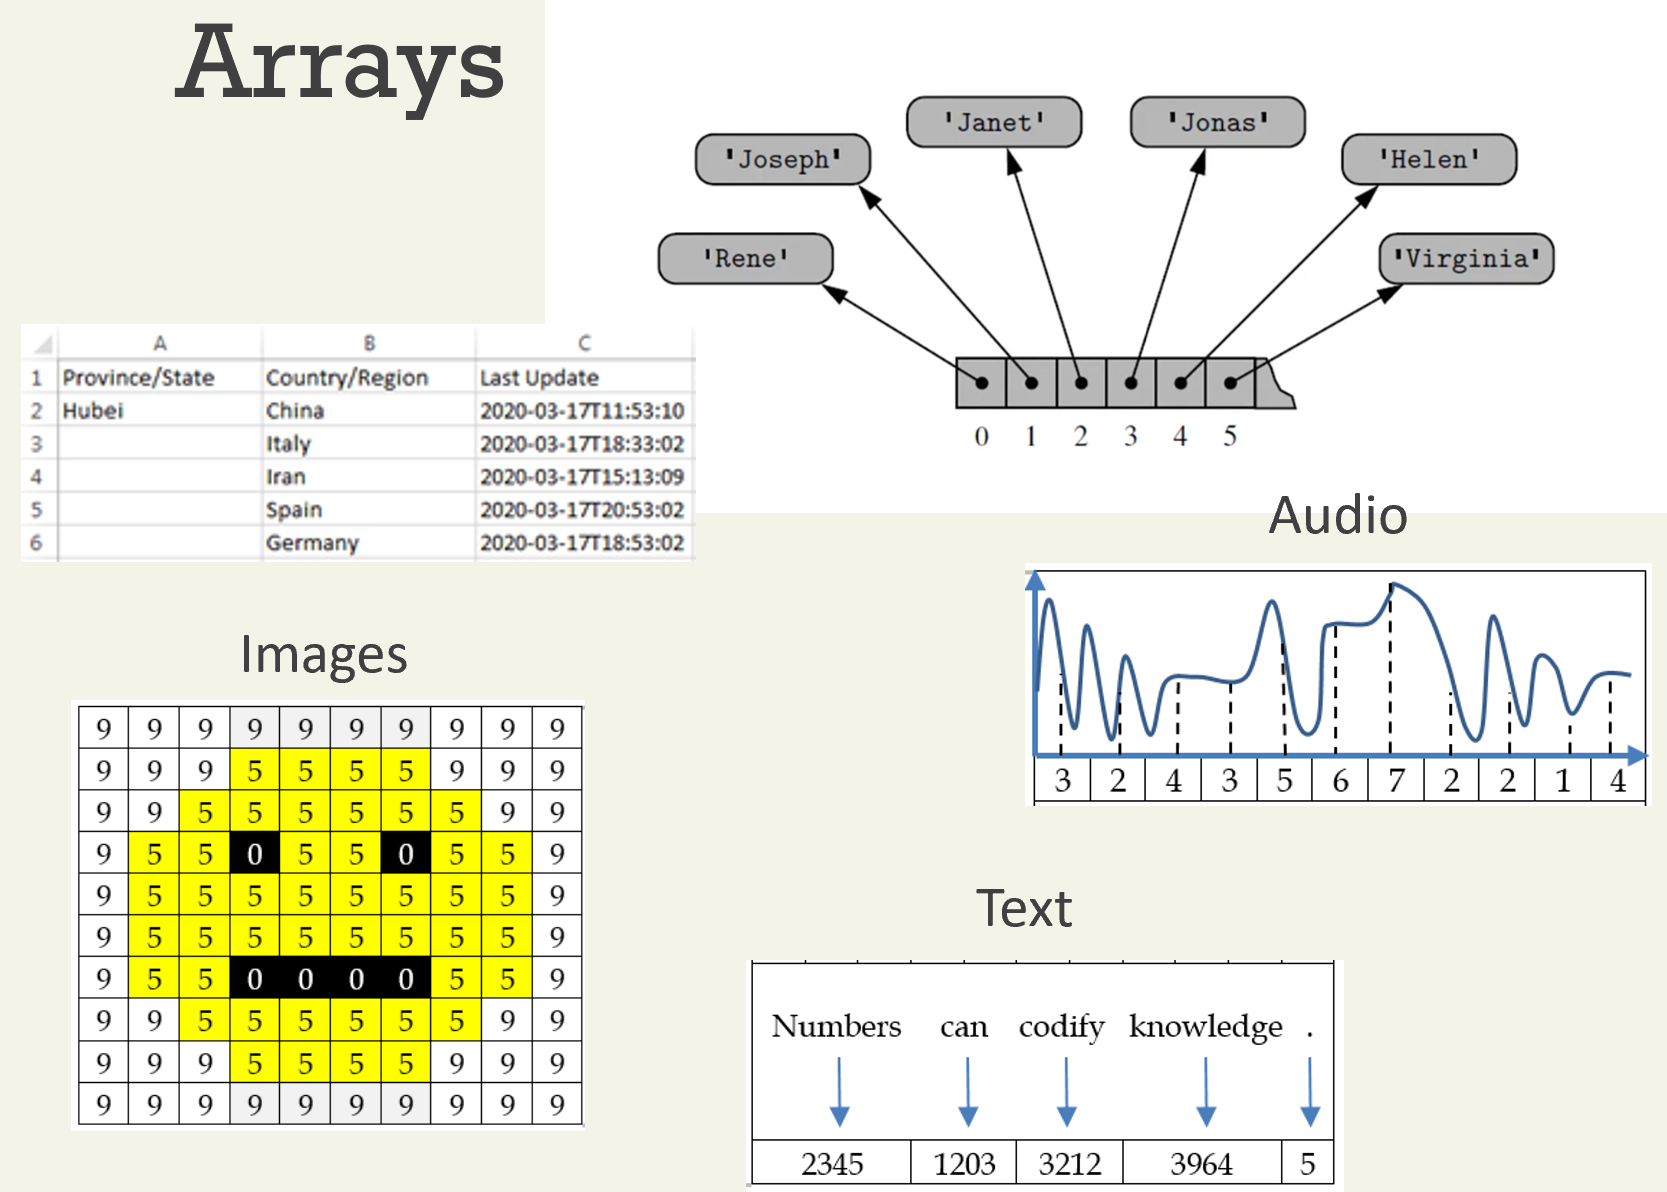 Arrays
'Janet' 'Jonas'
'Joseph' 'Helen'
'Rene' 'Virginia'
0 1 2 3 4 5
A B C
1 Province/State Country/Region Last Update
2 Hubei China 2020-03-17T11:53:10
3 Italy 2020-03-17T18:33:02
4 Iran 2020-03-17T15:13:09
5 Spain 2020-03-17T20:53:02
6 Germany 2020-03-17T18:53:02
Audio
3 2 4 3 5 6 7 2 2 1 4
Images
9 9 9 9 9 9 9 9 9 9
9 9 9 5 5 5 5 9 9 9
9 9 5 5 5 5 5 5 9 9
9 5 5 0 5 5 0 5 5 9
9 5 5 5 5 5 5 5 5 9
9 5 5 5 5 5 5 5 5 9
9 5 5 0 0 0 0 5 5 9
9 9 5 5 5 5 5 5 9 9
9 9 9 5 5 5 5 9 9 9
9 9 9 9 9 9 9 9 9 9
Text
Numbers can codify knowledge .
2345 1203 3212 3964 5